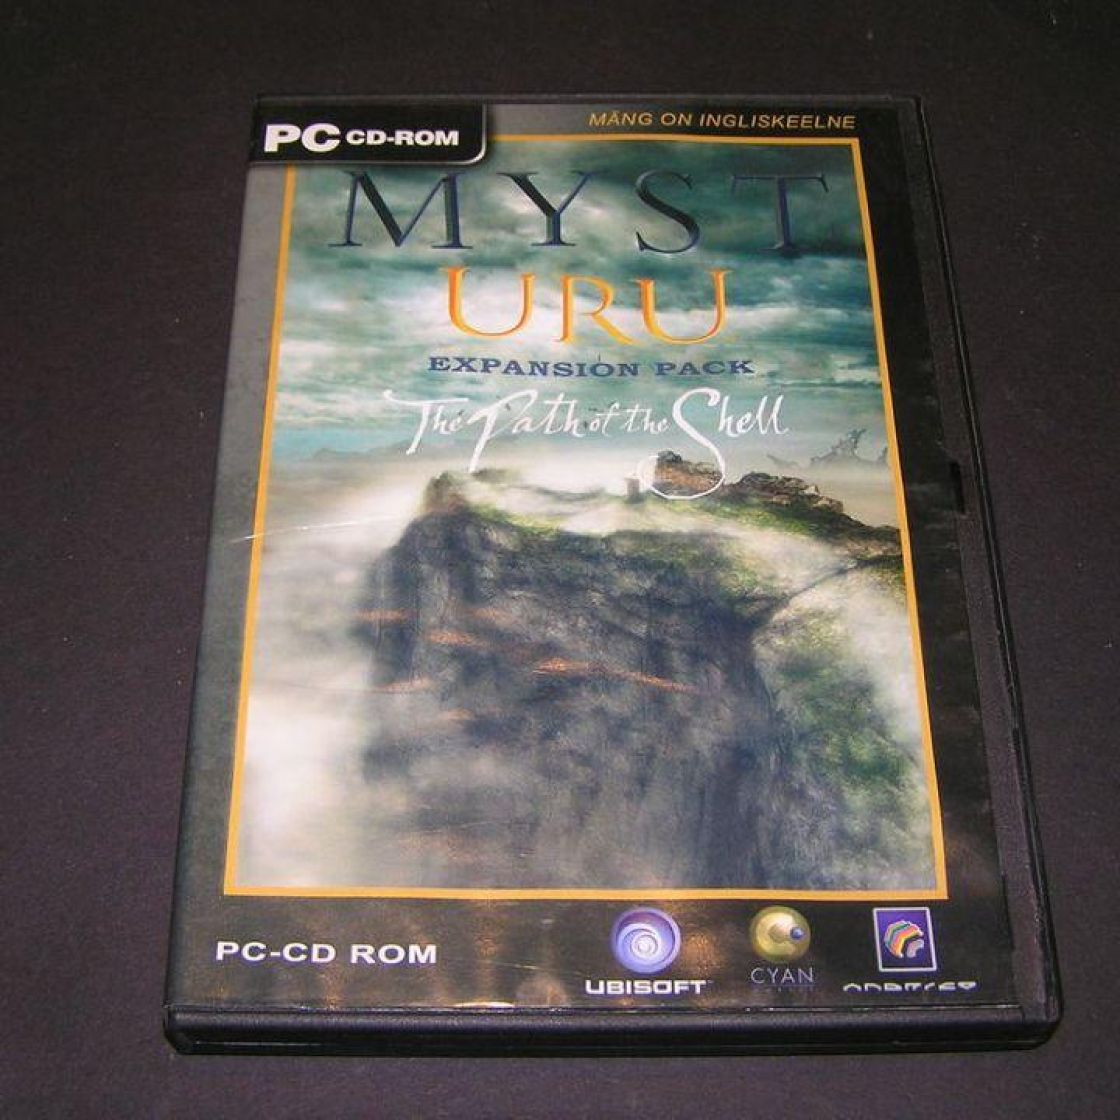 PC CD-ROM
MÄNG ON INGLISKEELNE
MYST
URU
EXPANSION PACK
The Path of the Shell
PC-CD ROM
UBISOFT
CYAN